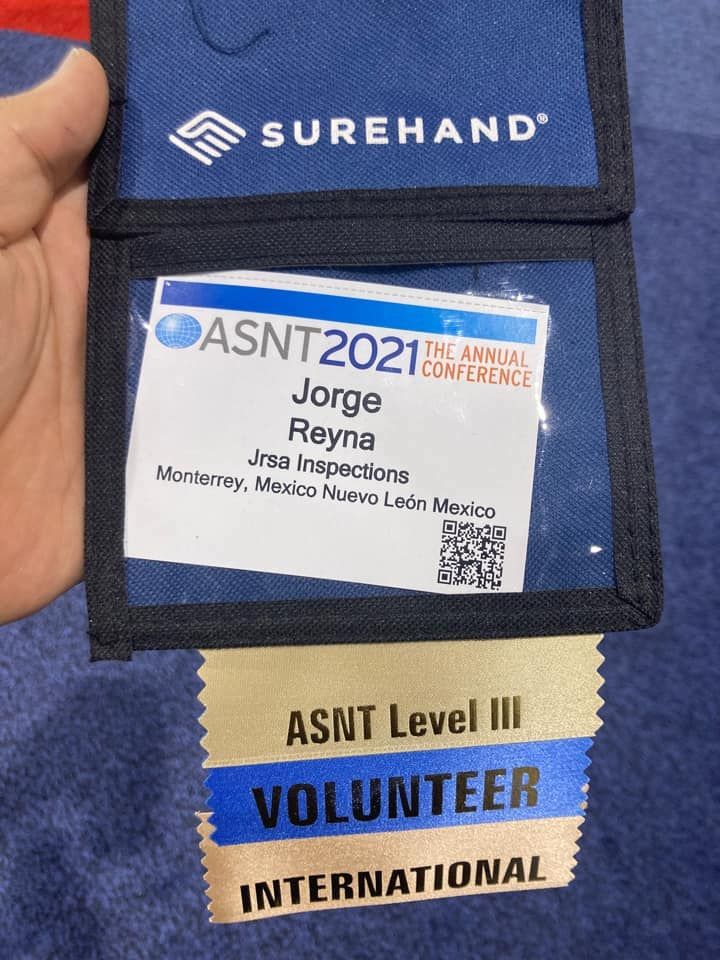 SUREHAND®
ASNT2021 THE ANNUAL
CONFERENCE
Jorge
Reyna
Jrsa Inspections
Monterrey, Mexico Nuevo León Mexico
ASNT Level III
VOLUNTEER
INTERNATIONAL